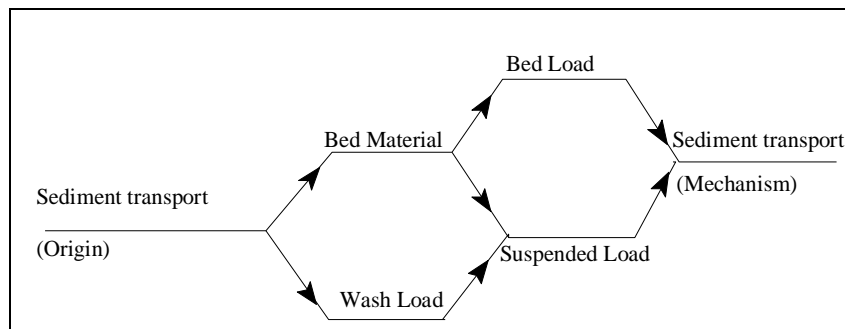 Bed Load
Bed Material
Sediment transport
(Mechanism)
Sediment transport
(Origin)
Suspended Load
Wash Load